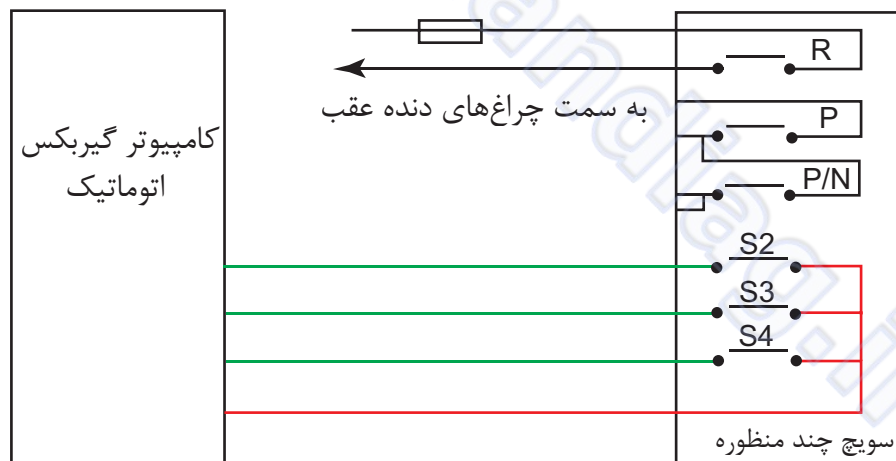 R
به سمت چراغ‌های دنده عقب
P
P/N
کامپیوتر گیربکس
اتوماتیک
S2
S3
S4
سویچ چند منظوره